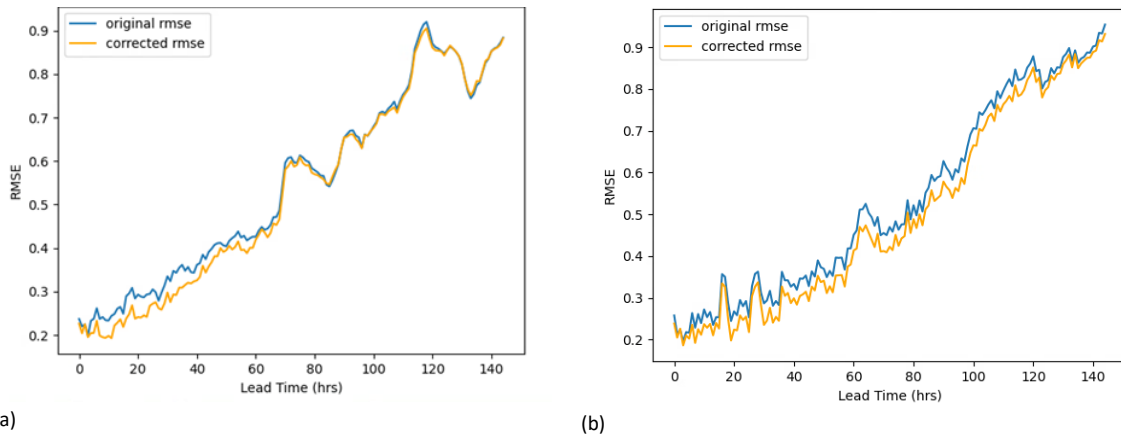 original rmse
corrected rmse
0.9
0.8
0.7
0.6
0.5
0.4
0.3
0.2
RMSE
0 20 40 60 80 100 120 140
Lead Time (hrs)
a)
original rmse
corrected rmse
0.9
0.8
0.7
0.6
0.5
0.4
0.3
0.2
RMSE
0 20 40 60 80 100 120 140
Lead Time (hrs)
(b)